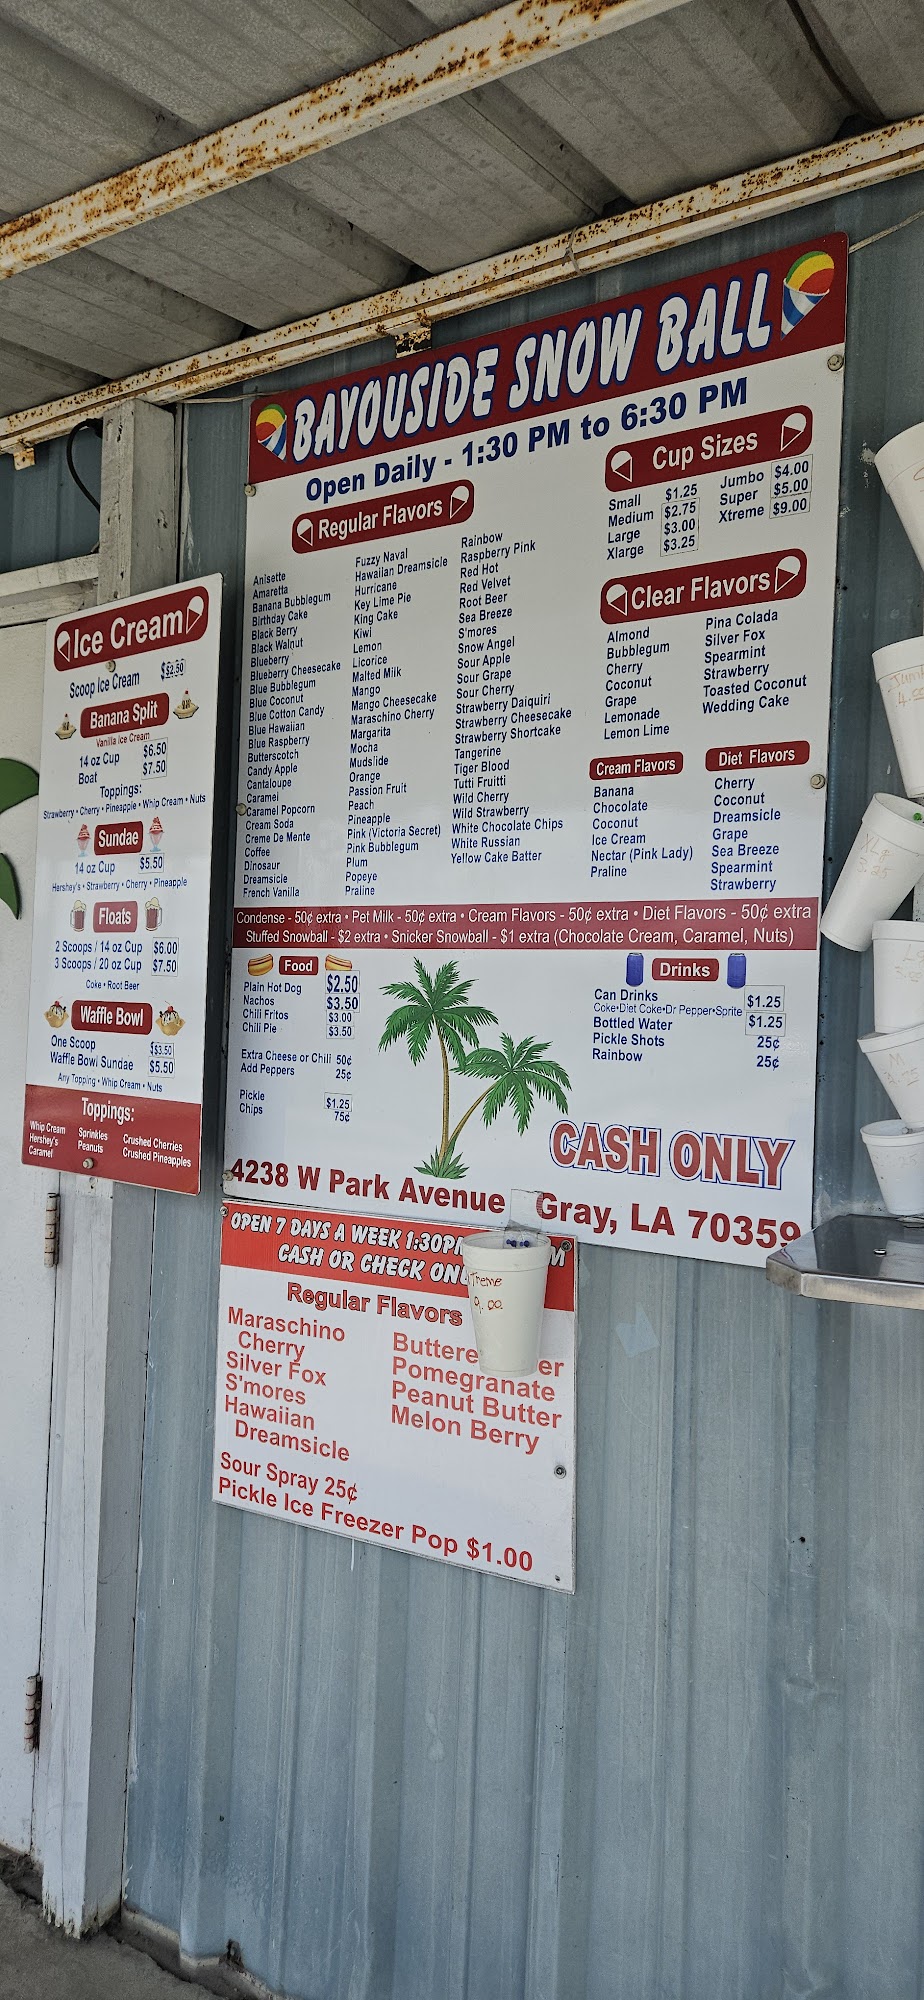 BAYOUSIDE SNOW BALL
Open Daily - 1:30 PM to 6:30 PM
Regular Flavors
Anisette
Amaretta
Banana Bubblegum
Birthday Cake
Black Berry
Black Walnut
Blueberry
Blueberry Cheesecake
Blue Bubblegum
Blue Coconut
Blue Cotton Candy
Blue Hawaiian
Blue Raspberry
Butterscotch
Candy Apple
Cantaloupe
Caramel
Caramel Popcorn
Cream Soda
Creme De Mente
Coffee
Dinosaur
Dreamsicle
French Vanilla
Fuzzy Naval
Hawaiian Dreamsicle
Hurricane
Key Lime Pie
King Cake
Kiwi
Lemon
Licorice
Malted Milk
Mango
Mango Cheesecake
Maraschino Cherry
Margarita
Mocha
Mudslide
Orange
Passion Fruit
Peach
Pineapple
Pink (Victoria Secret)
Pink Bubblegum
Plum
Popeye
Praline
Rainbow
Raspberry Pink
Red Hot
Red Velvet
Root Beer
Sea Breeze
S'mores
Snow Angel
Sour Apple
Sour Grape
Sour Cherry
Strawberry Daiquiri
Strawberry Cheesecake
Strawberry Shortcake
Tangerine
Tiger Blood
Tutti Fruitti
Wild Cherry
Wild Strawberry
White Chocolate Chips
White Russian
Yellow Cake Batter
Cup Sizes
Small $1.25
Medium $2.75
Large $3.00
Xlarge $3.25
Jumbo $4.00
Super $5.00
Xtreme $9.00
Clear Flavors
Almond
Bubblegum
Cherry
Coconut
Grape
Lemonade
Lemon Lime
Pina Colada
Silver Fox
Spearmint
Strawberry
Toasted Coconut
Wedding Cake
Cream Flavors
Banana
Chocolate
Coconut
Ice Cream
Nectar (Pink Lady)
Praline
Diet Flavors
Cherry
Coconut
Dreamsicle
Grape
Sea Breeze
Spearmint
Strawberry
Condense - 50¢ extra • Pet Milk - 50¢ extra • Cream Flavors - 50¢ extra • Diet Flavors - 50¢ extra
Stuffed Snowball - $2 extra • Snicker Snowball - $1 extra (Chocolate Cream, Caramel, Nuts)
Food
Plain Hot Dog $2.50
Nachos $3.50
Chili Fritos $3.00
Chili Pie $3.50
Extra Cheese or Chili 50¢
Add Peppers 25¢
Pickle $1.25
Chips 75¢
Drinks
Can Drinks $1.25
Coke•Diet Coke•Dr Pepper•Sprite
Bottled Water $1.25
Pickle Shots 25¢
Rainbow 25¢
CASH ONLY
4238 W Park Avenue Gray, LA 70359
Ice Cream
Scoop Ice Cream $2.50
Banana Split
Vanilla Ice Cream
14 oz Cup $6.50
Boat $7.50
Toppings:
Strawberry • Cherry • Pineapple • Whip Cream • Nuts
Sundae
14 oz Cup $5.50
Hershey's • Strawberry • Cherry • Pineapple
Floats
2 Scoops / 14 oz Cup $6.00
3 Scoops / 20 oz Cup $7.50
Coke • Root Beer
Waffle Bowl
One Scoop $3.50
Waffle Bowl Sundae $5.50
Any Topping • Whip Cream • Nuts
Toppings:
Whip Cream
Hershey's
Caramel
Sprinkles
Peanuts
Crushed Cherries
Crushed Pineapples
OPEN 7 DAYS A WEEK 1:30P
CASH OR CHECK ON
Regular Flavors
Maraschino
Cherry
Silver Fox
S'mores
Hawaiian
Dreamsicle
Pomegranate
Peanut Butter
Melon Berry
Sour Spray 25¢
Pickle Ice Freezer Pop $1.00
9.00